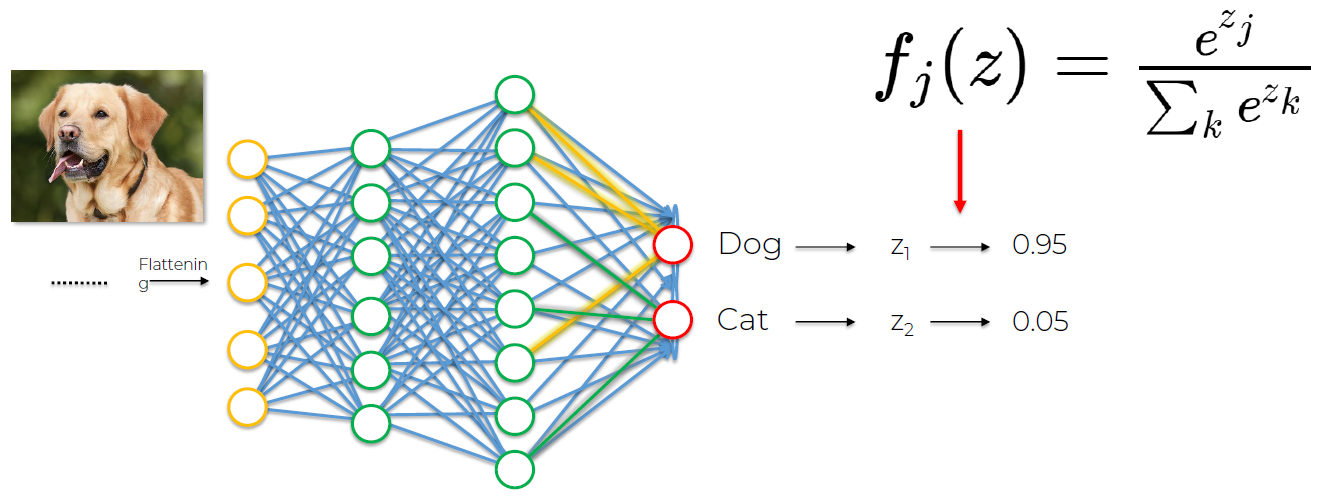 f_j(z) = e^{z_j} / ∑_k e^{z_k}
Flattenin
g
Dog z₁ 0.95
Cat z₂ 0.05